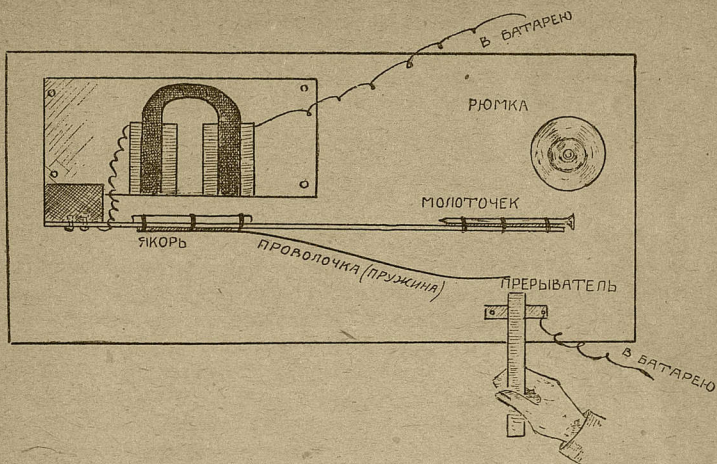 В БАТАРЕЮ
РЮМКА
МОЛОТОЧЕК
ЯКОРЬ
ПРОВОЛОЧКА (ПРУЖИНА)
ПРЕРЫВАТЕЛЬ
В БАТАРЕЮ